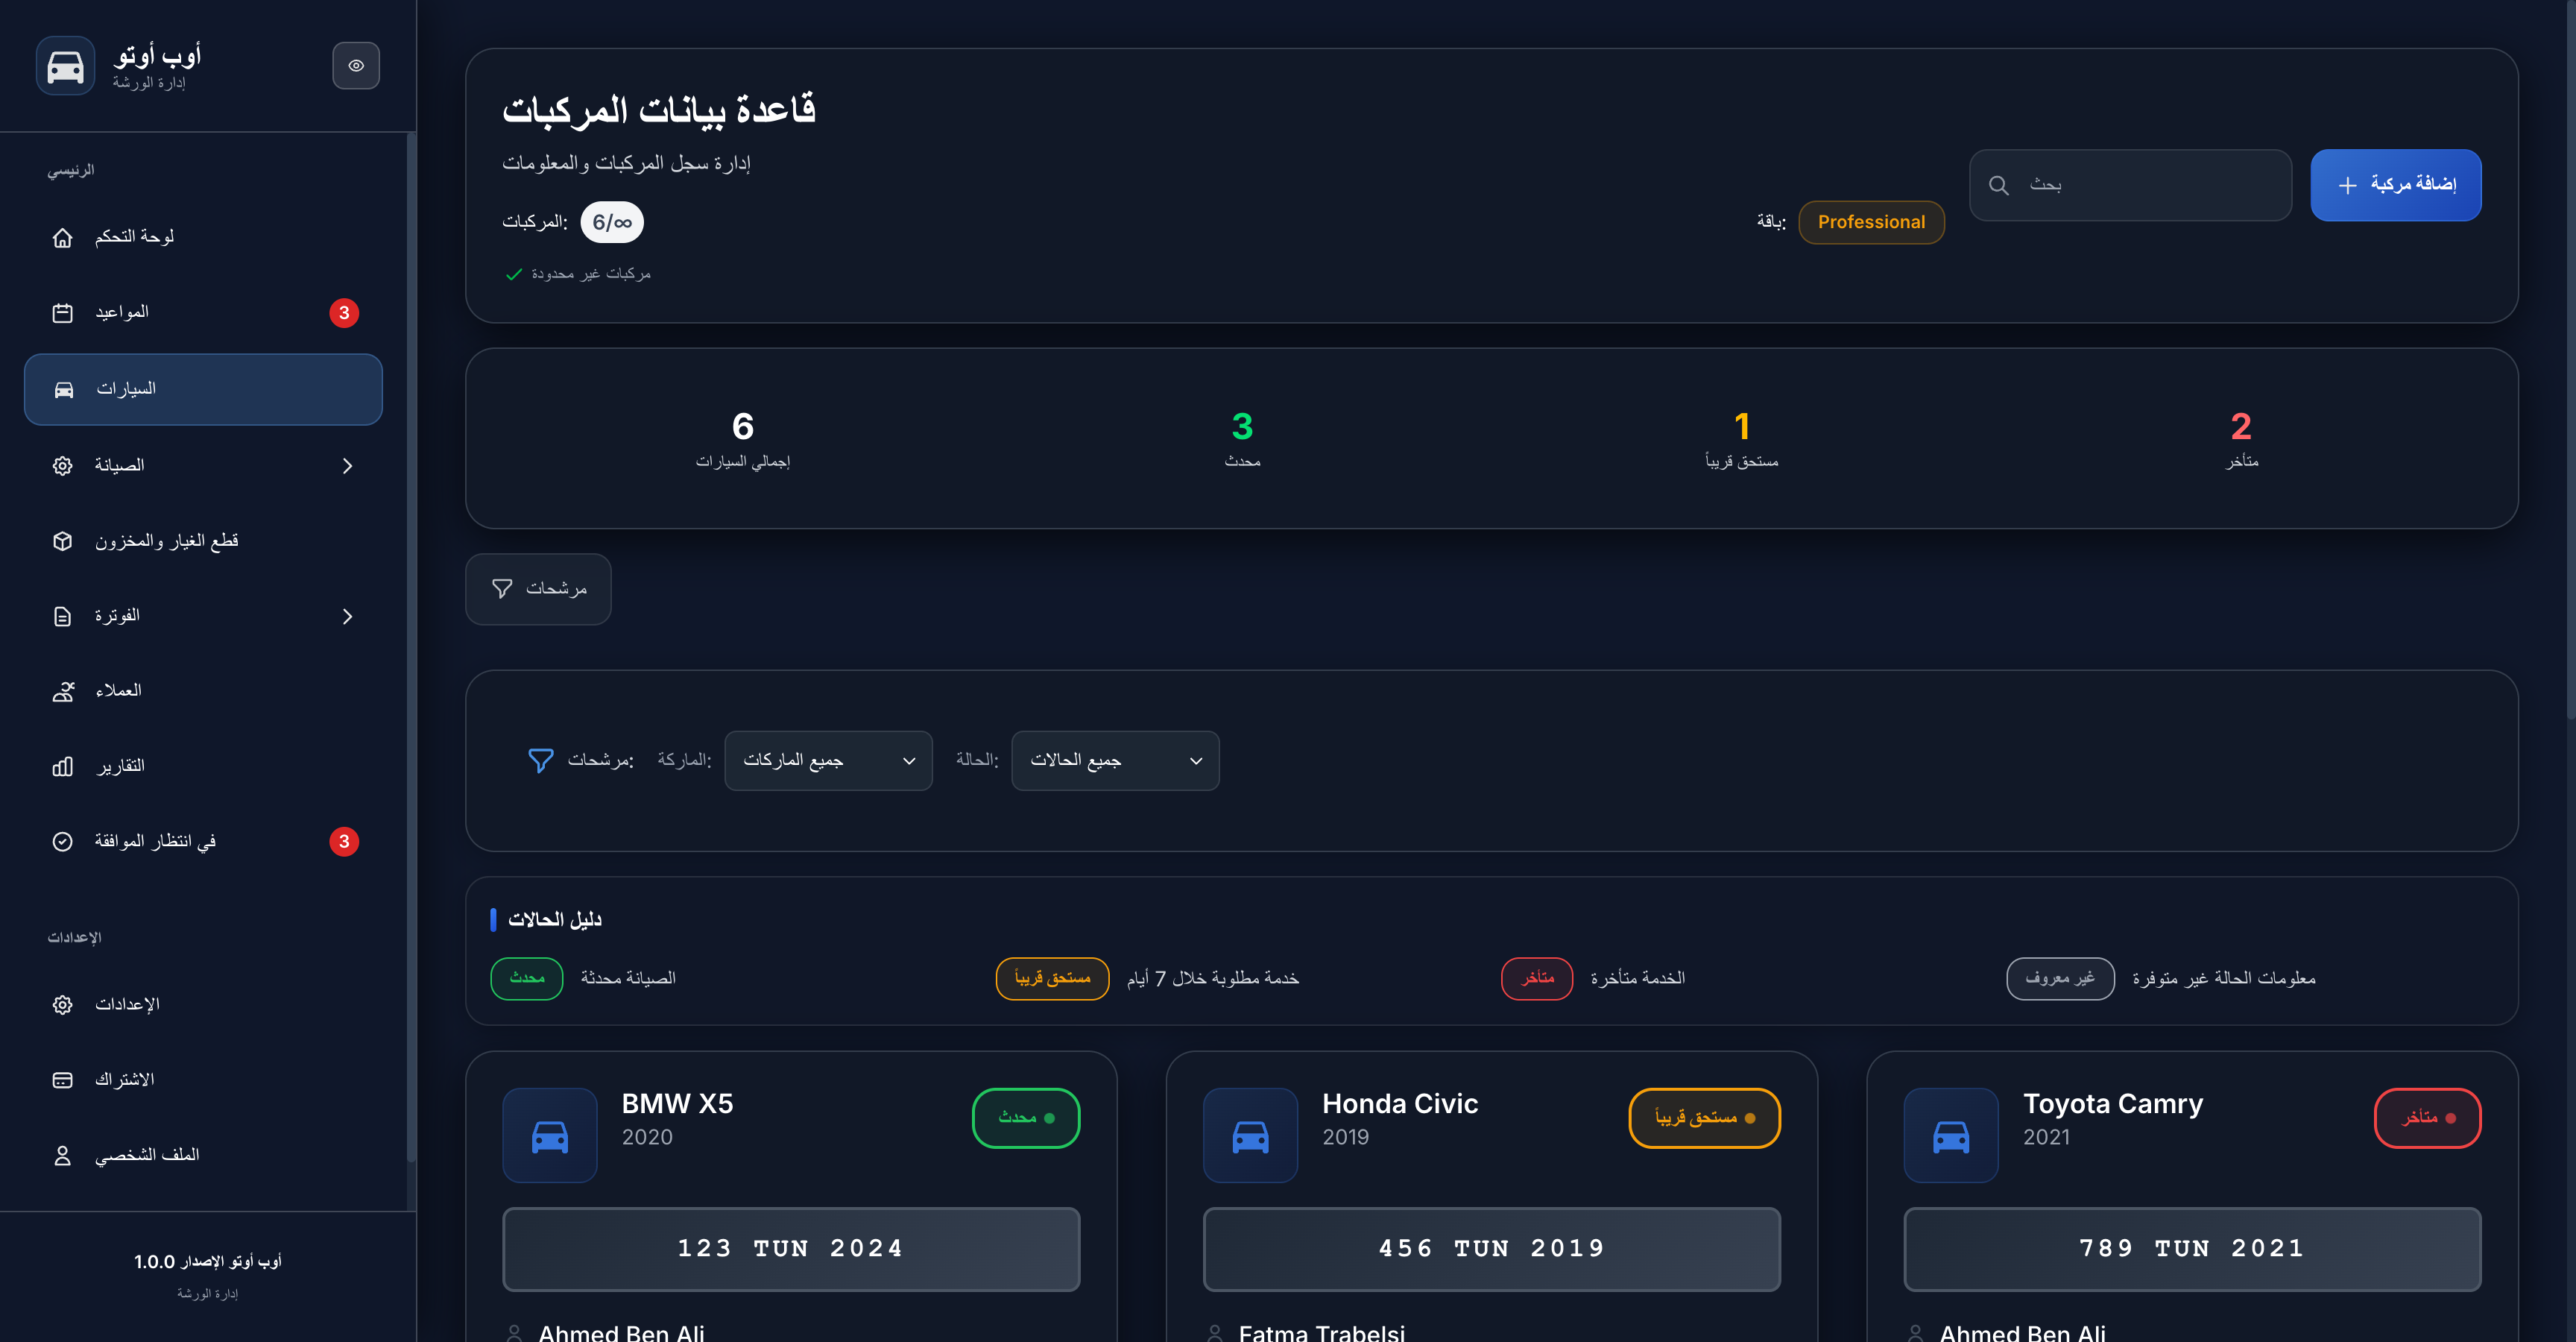 أوب أوتو
إدارة الورشة
الرئيسي
لوحة التحكم
المواعيد 3
السيارات
الصيانة
قطع الغيار والمخزون
الفوترة
العملاء
التقارير
في انتظار الموافقة 3
الإعدادات
الإعدادات
الاشتراك
الملف الشخصي
أوب أوتو الإصدار 1.0.0
إدارة الورشة
قاعدة بيانات المركبات
إدارة سجل المركبات والمعلومات
المركبات: 6/∞
مركبات غير محدودة
باقة: Professional
بحث
إضافة مركبة
6
إجمالي السيارات
3
محدث
1
مستحق قريباً
2
متأخر
مرشحات
مرشحات: الماركة: جميع الماركات الحالة: جميع الحالات
دليل الحالات
محدث الصيانة محدثة
مستحق قريباً خدمة مطلوبة خلال 7 أيام
متأخر الخدمة متأخرة
غير معروف معلومات الحالة غير متوفرة
BMW X5
2020
محدث
123 TUN 2024
Ahmed Ben Ali
Honda Civic
2019
مستحق قريباً
456 TUN 2019
Fatma Trabelsi
Toyota Camry
2021
متأخر
789 TUN 2021
Ahmed Ben Ali